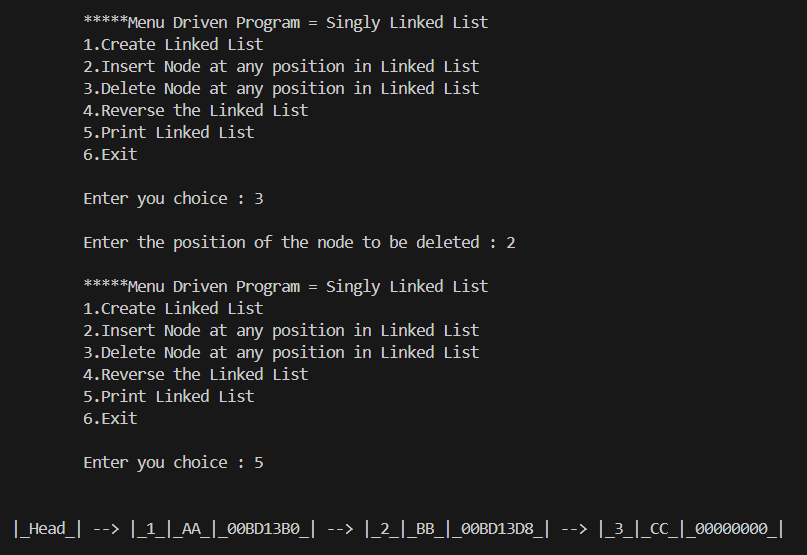 *****Menu Driven Program = Singly Linked List
1.Create Linked List
2.Insert Node at any position in Linked List
3.Delete Node at any position in Linked List
4.Reverse the Linked List
5.Print Linked List
6.Exit
Enter you choice : 3
Enter the position of the node to be deleted : 2
*****Menu Driven Program = Singly Linked List
1.Create Linked List
2.Insert Node at any position in Linked List
3.Delete Node at any position in Linked List
4.Reverse the Linked List
5.Print Linked List
6.Exit
Enter you choice : 5
|_Head_| --> |_1_|_AA_|_00BD13B0_| --> |_2_|_BB_|_00BD13D8_| --> |_3_|_CC_|_00000000_|